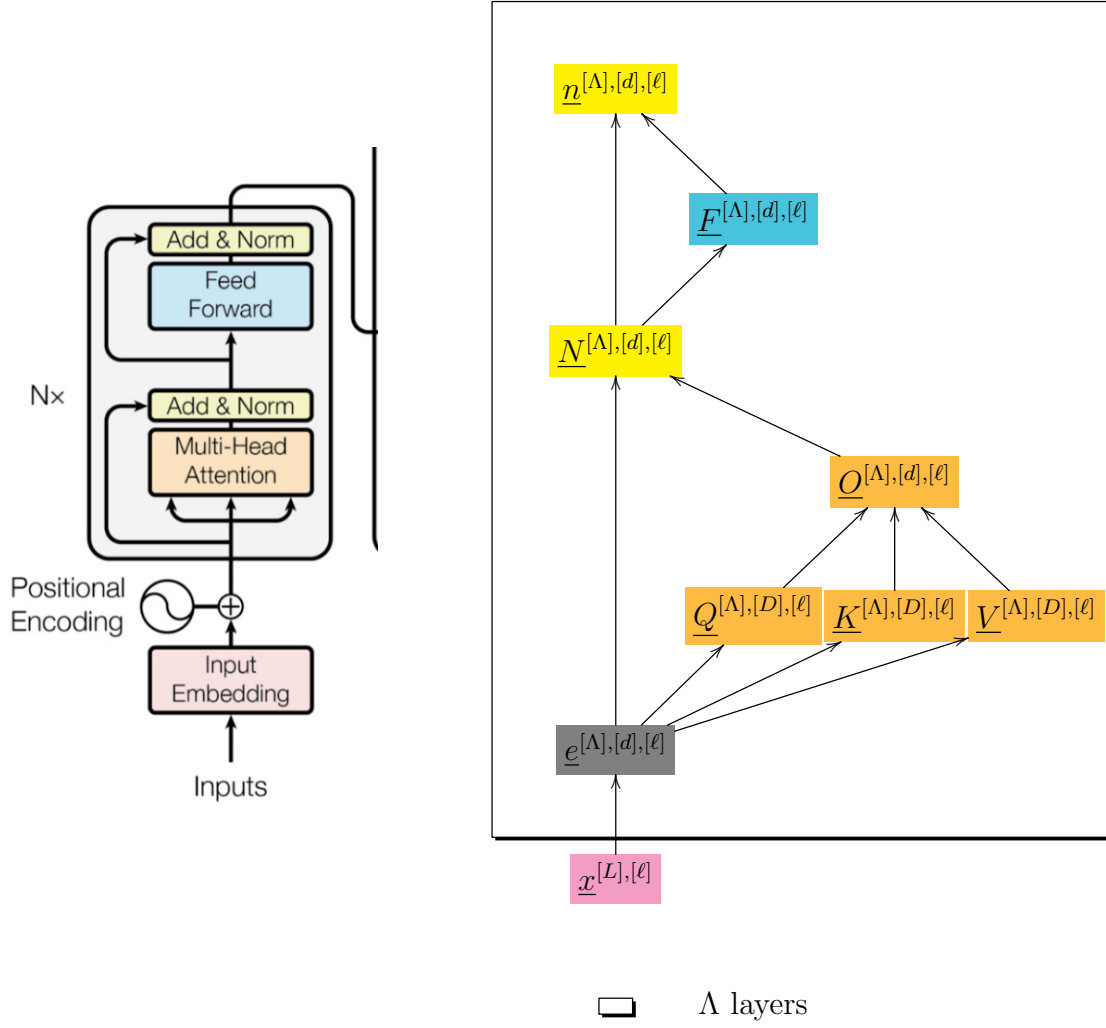 Add & Norm
Feed
Forward
N×
Add & Norm
Multi-Head
Attention
Positional
Encoding
Input
Embedding
Inputs
n^{[Λ],[d],[ℓ]}
F^{[Λ],[d],[ℓ]}
N^{[Λ],[d],[ℓ]}
O^{[Λ],[d],[ℓ]}
Q^{[Λ],[D],[ℓ]} K^{[Λ],[D],[ℓ]} V^{[Λ],[D],[ℓ]}
e^{[Λ],[d],[ℓ]}
x^{[L],[ℓ]}
Λ layers